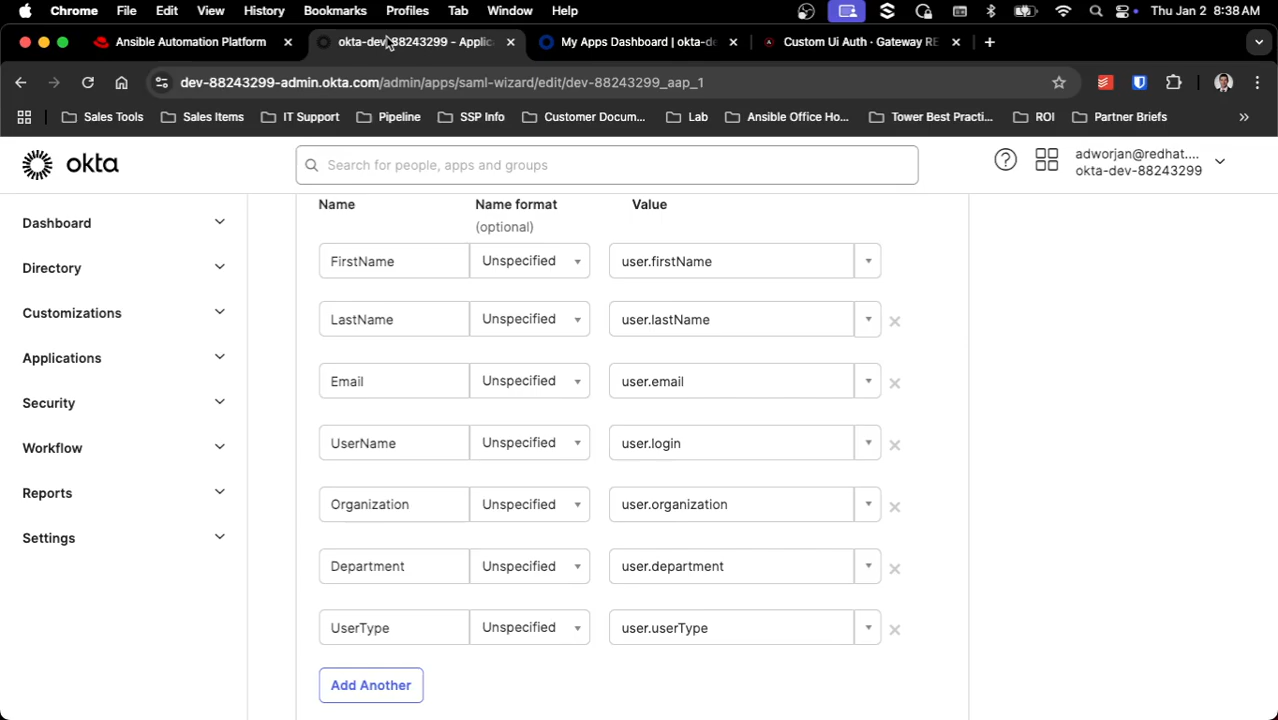 Chrome File Edit View History Bookmarks Profiles Tab Window Help Thu Jan 2 8:38 AM
Ansible Automation Platform okta-dev-88243299 - Applic My Apps Dashboard | okta-de Custom Ui Auth · Gateway RE
dev-88243299-admin.okta.com/admin/apps/saml-wizard/edit/dev-88243299_aap_1
Sales Tools Sales Items IT Support Pipeline SSP Info Customer Docum... Lab Ansible Office Ho... Tower Best Practi... ROI Partner Briefs
okta
Search for people, apps and groups
adworjan@redhat....
okta-dev-88243299
Dashboard
Directory
Customizations
Applications
Security
Workflow
Reports
Settings
Name Name format Value
(optional)
FirstName Unspecified user.firstName
LastName Unspecified user.lastName
Email Unspecified user.email
UserName Unspecified user.login
Organization Unspecified user.organization
Department Unspecified user.department
UserType Unspecified user.userType
Add Another